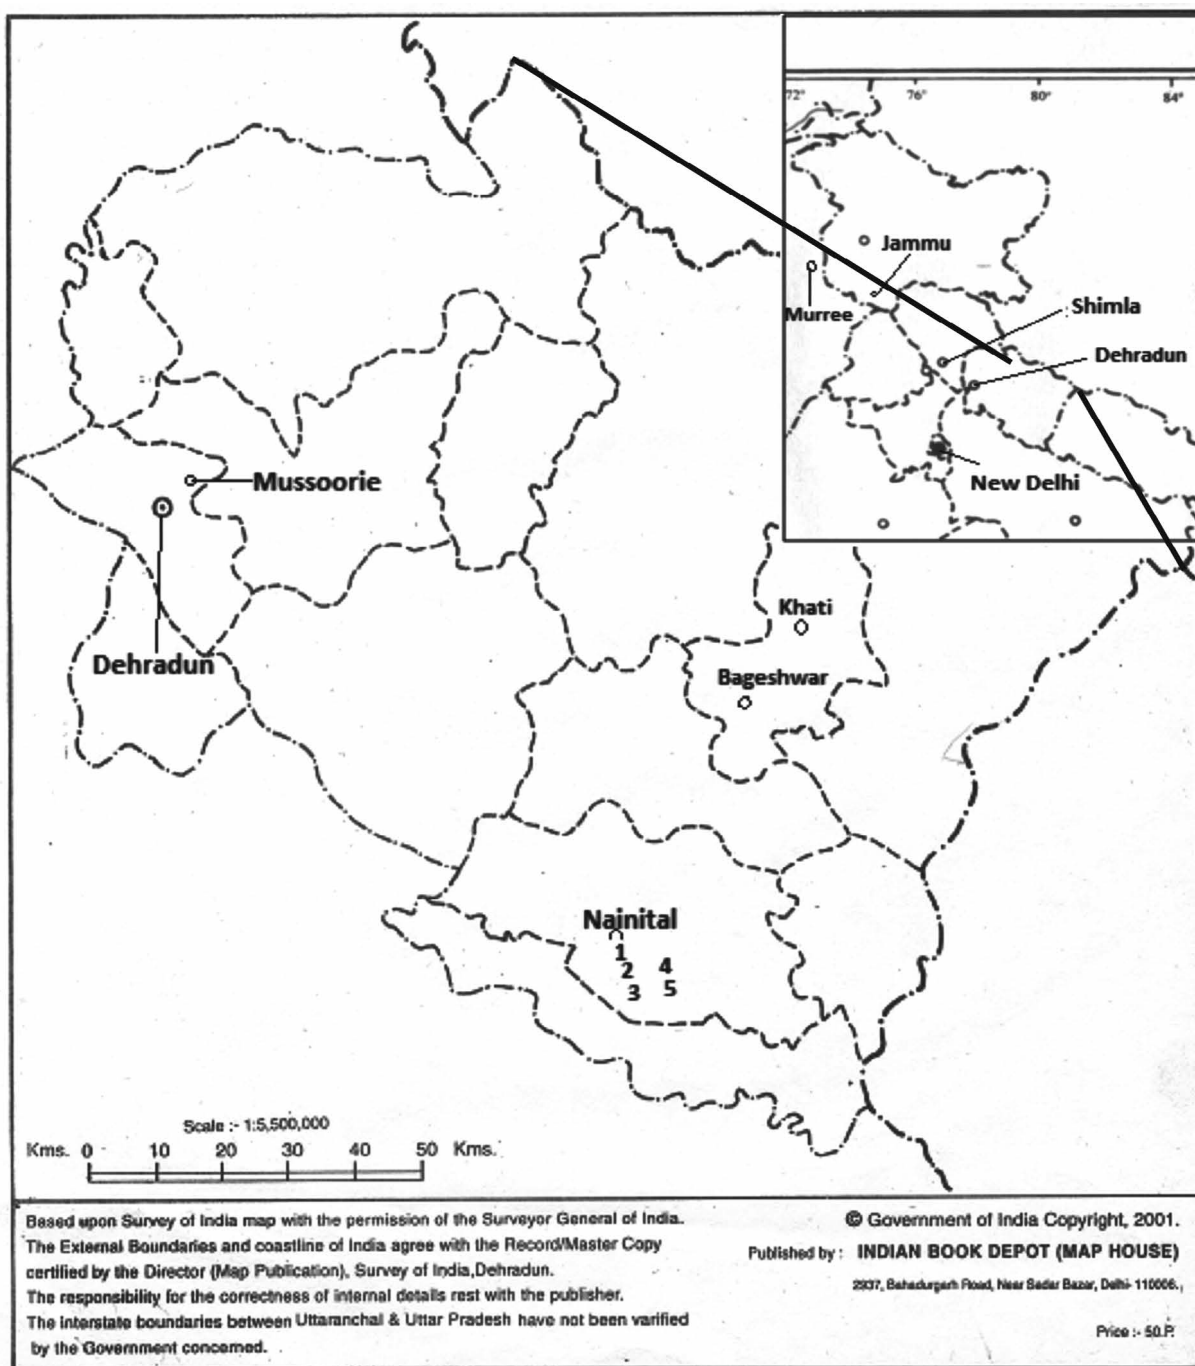 72° 76° 80° 84°
Jammu
Murree
Shimla
Dehradun
New Delhi
Mussoorie
Dehradun
Khati
Bageshwar
Nainital
1
2 4
3 5
Scale :- 1:5,500,000
Kms. 0 10 20 30 40 50 Kms.
Based upon Survey of India map with the permission of the Surveyor General of India.
The External Boundaries and coastline of India agree with the Record/Master Copy
certified by the Director (Map Publication), Survey of India,Dehradun.
The responsibility for the correctness of internal details rest with the publisher.
The interstate boundaries between Uttaranchal & Uttar Pradesh have not been varified
by the Government concerned.
© Government of India Copyright, 2001.
Published by : INDIAN BOOK DEPOT (MAP HOUSE)
2937, Bahadurgarh Road, Near Sadar Bazar, Delhi- 110006.
Price :- 50.P.